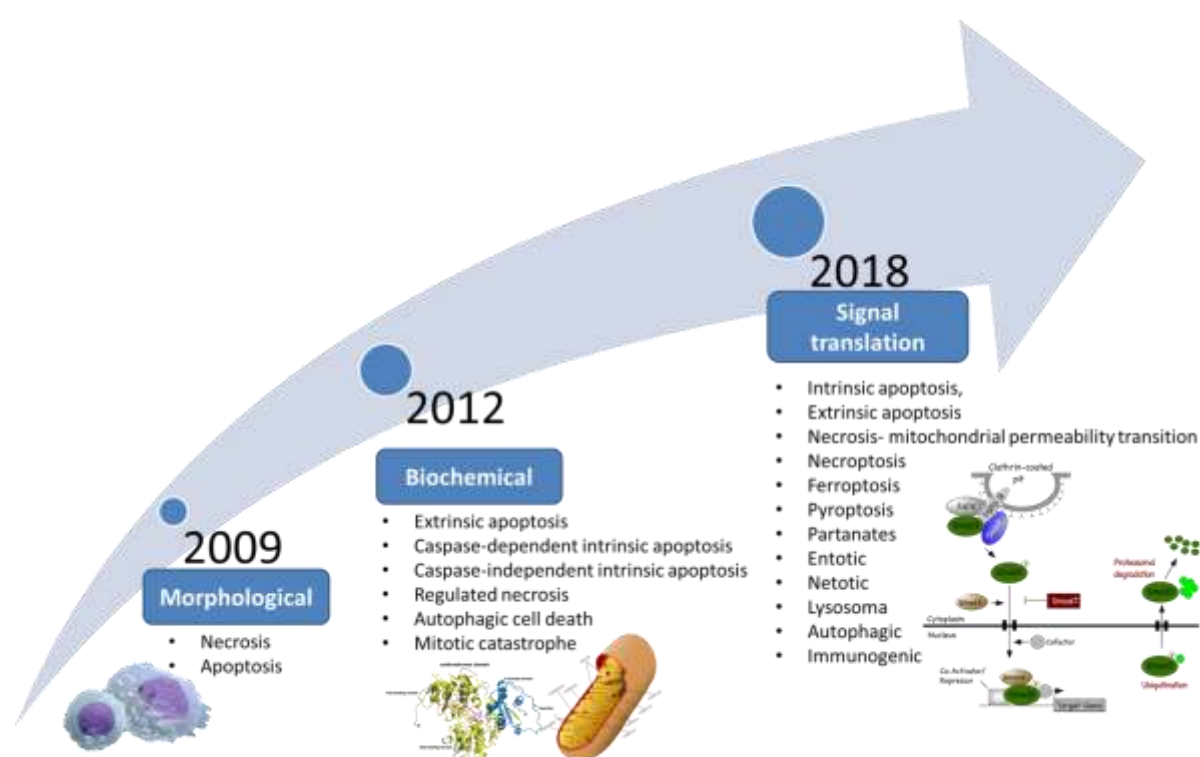 2009
Morphological
• Necrosis
• Apoptosis
2012
Biochemical
• Extrinsic apoptosis
• Caspase-dependent intrinsic apoptosis
• Caspase-independent intrinsic apoptosis
• Regulated necrosis
• Autophagic cell death
• Mitotic catastrophe
2018
Signal
translation
• Intrinsic apoptosis,
• Extrinsic apoptosis
• Necrosis- mitochondrial permeability transition
• Necroptosis
• Ferroptosis
• Pyroptosis
• Partanates
• Entotic
• Netotic
• Lysosoma
• Autophagic
• Immunogenic
Clathrin-coated
pit
Proteasomal
degradation
Cytoplasm
Nucleus
Cofactor
Co Activator/
Repressor
Target Gene
Ubiquitination